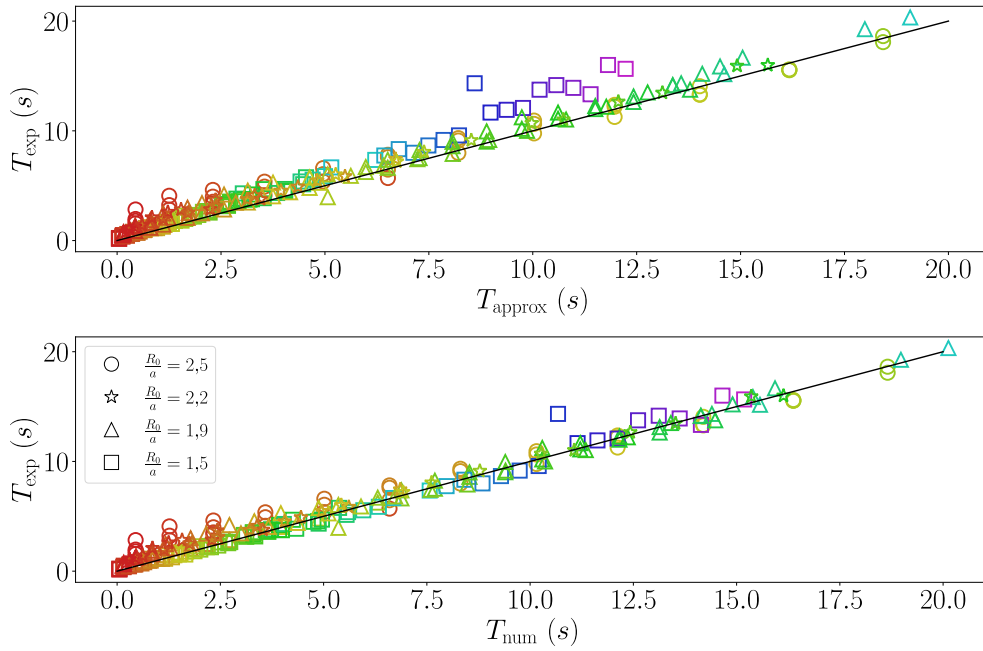 20
10
0
T_exp (s)
0.0 2.5 5.0 7.5 10.0 12.5 15.0 17.5 20.0
T_approx (s)
20
10
0
T_exp (s)
R_0/a = 2,5
R_0/a = 2,2
R_0/a = 1,9
R_0/a = 1,5
0.0 2.5 5.0 7.5 10.0 12.5 15.0 17.5 20.0
T_num (s)